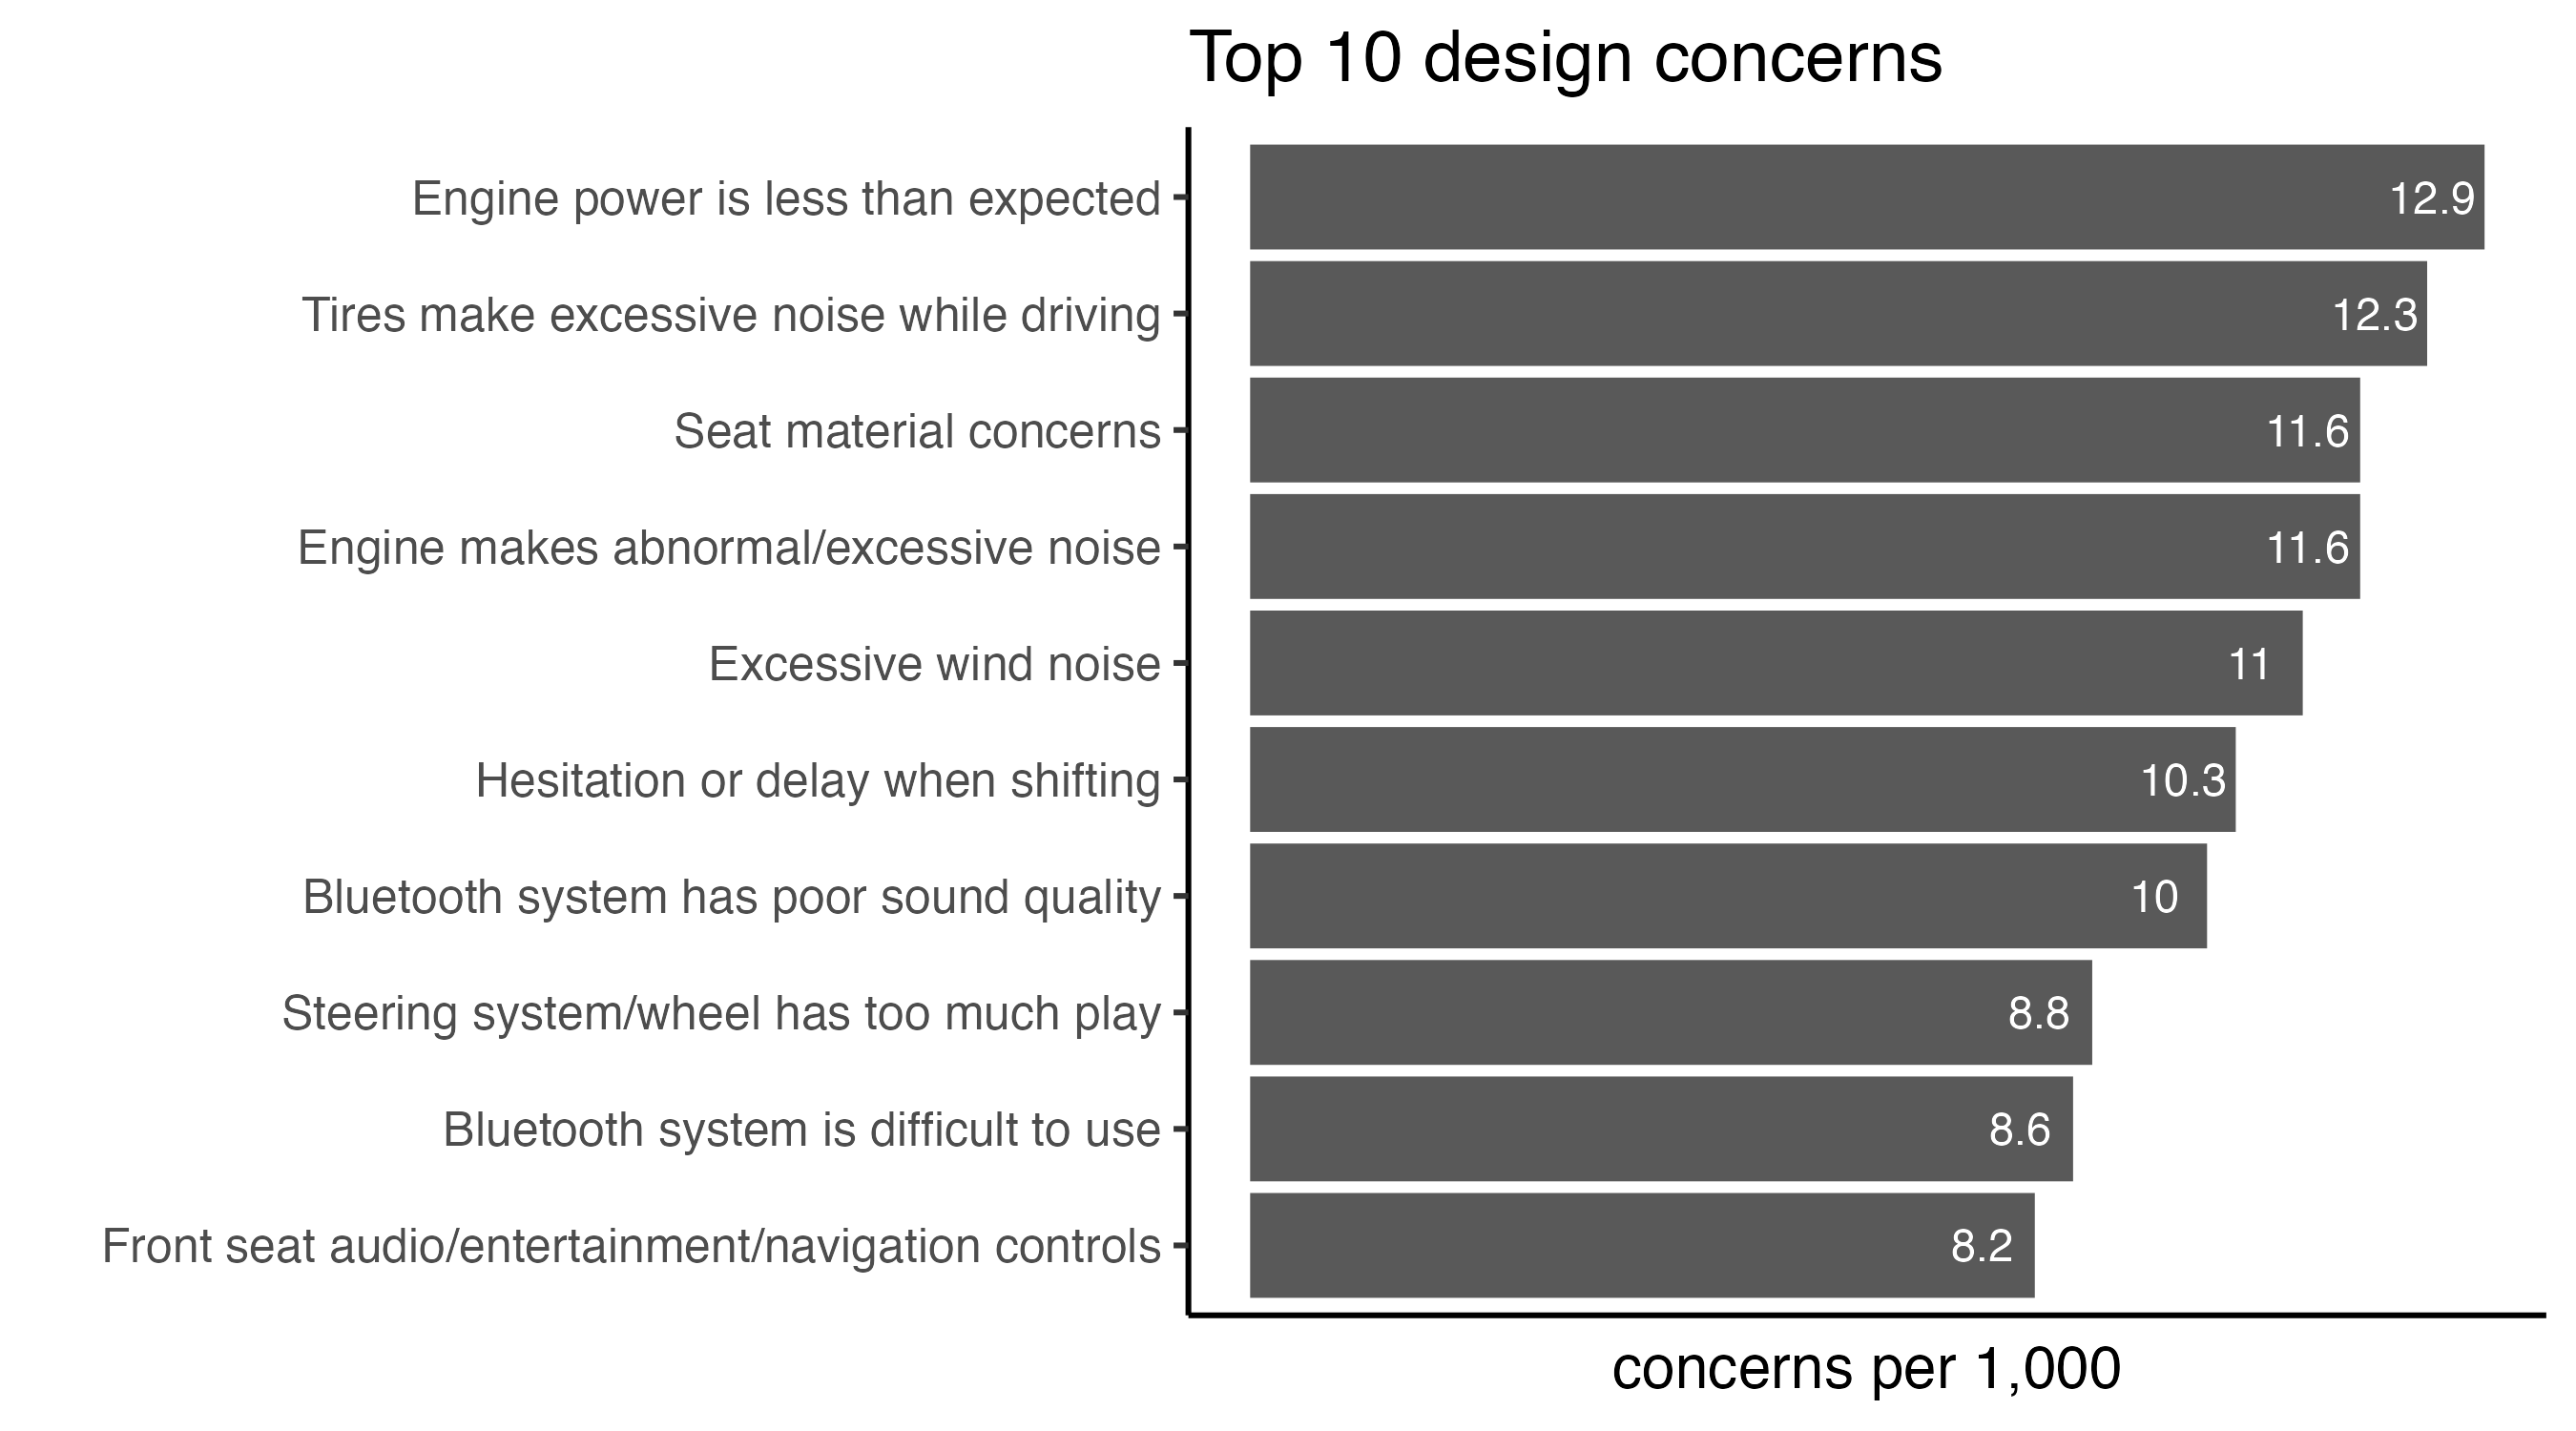 Top 10 design concerns
Engine power is less than expected 12.9
Tires make excessive noise while driving 12.3
Seat material concerns 11.6
Engine makes abnormal/excessive noise 11.6
Excessive wind noise 11
Hesitation or delay when shifting 10.3
Bluetooth system has poor sound quality 10
Steering system/wheel has too much play 8.8
Bluetooth system is difficult to use 8.6
Front seat audio/entertainment/navigation controls 8.2
concerns per 1,000